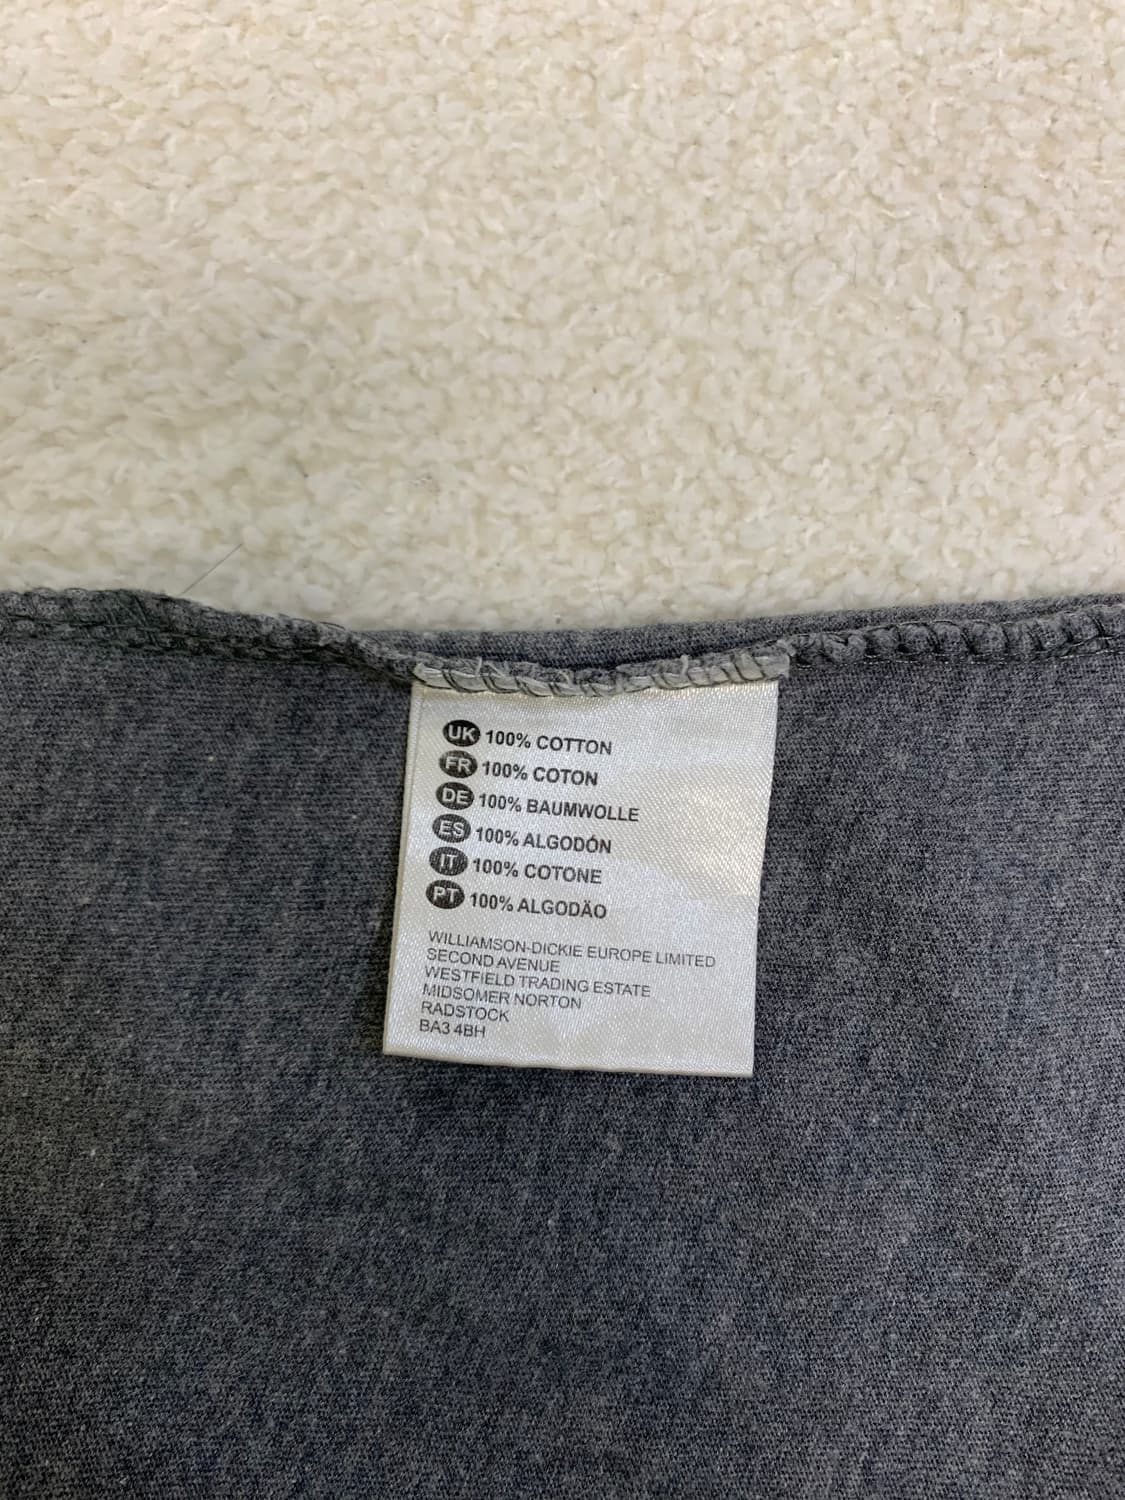 UK 100% COTTON
FR 100% COTON
DE 100% BAUMWOLLE
ES 100% ALGODÓN
IT 100% COTONE
PT 100% ALGODÄO
WILLIAMSON-DICKIE EUROPE LIMITED
SECOND AVENUE
WESTFIELD TRADING ESTATE
MIDSOMER NORTON
RADSTOCK
BA3 4BH